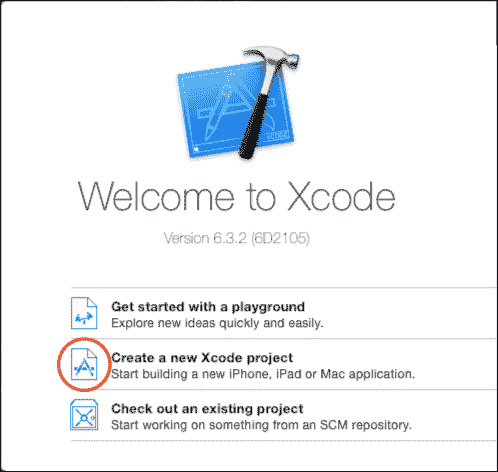 Welcome to Xcode
Version 6.3.2 (6D2105)
Get started with a playground
Explore new ideas quickly and easily.
Create a new Xcode project
Start building a new iPhone, iPad or Mac application.
Check out an existing project
Start working on something from an SCM repository.